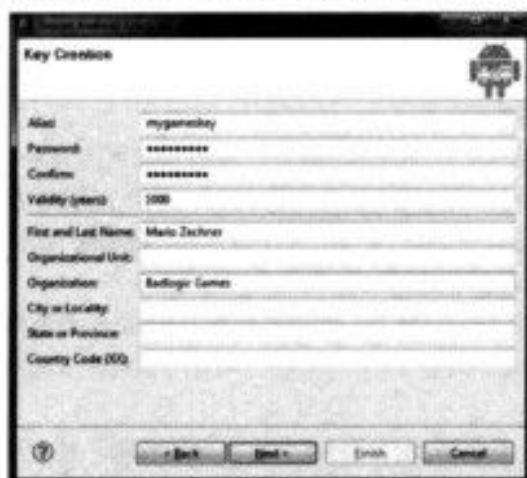 Key Creation
Alias: mygameskey
Password: •••••••••
Confirm: •••••••••
Validity (years): 1000
First and Last Name: Mario Zechner
Organizational Unit:
Organization: Badlogic Games
City or Locality:
State or Province:
Country Code (XX):
< Back Next > Finish Cancel